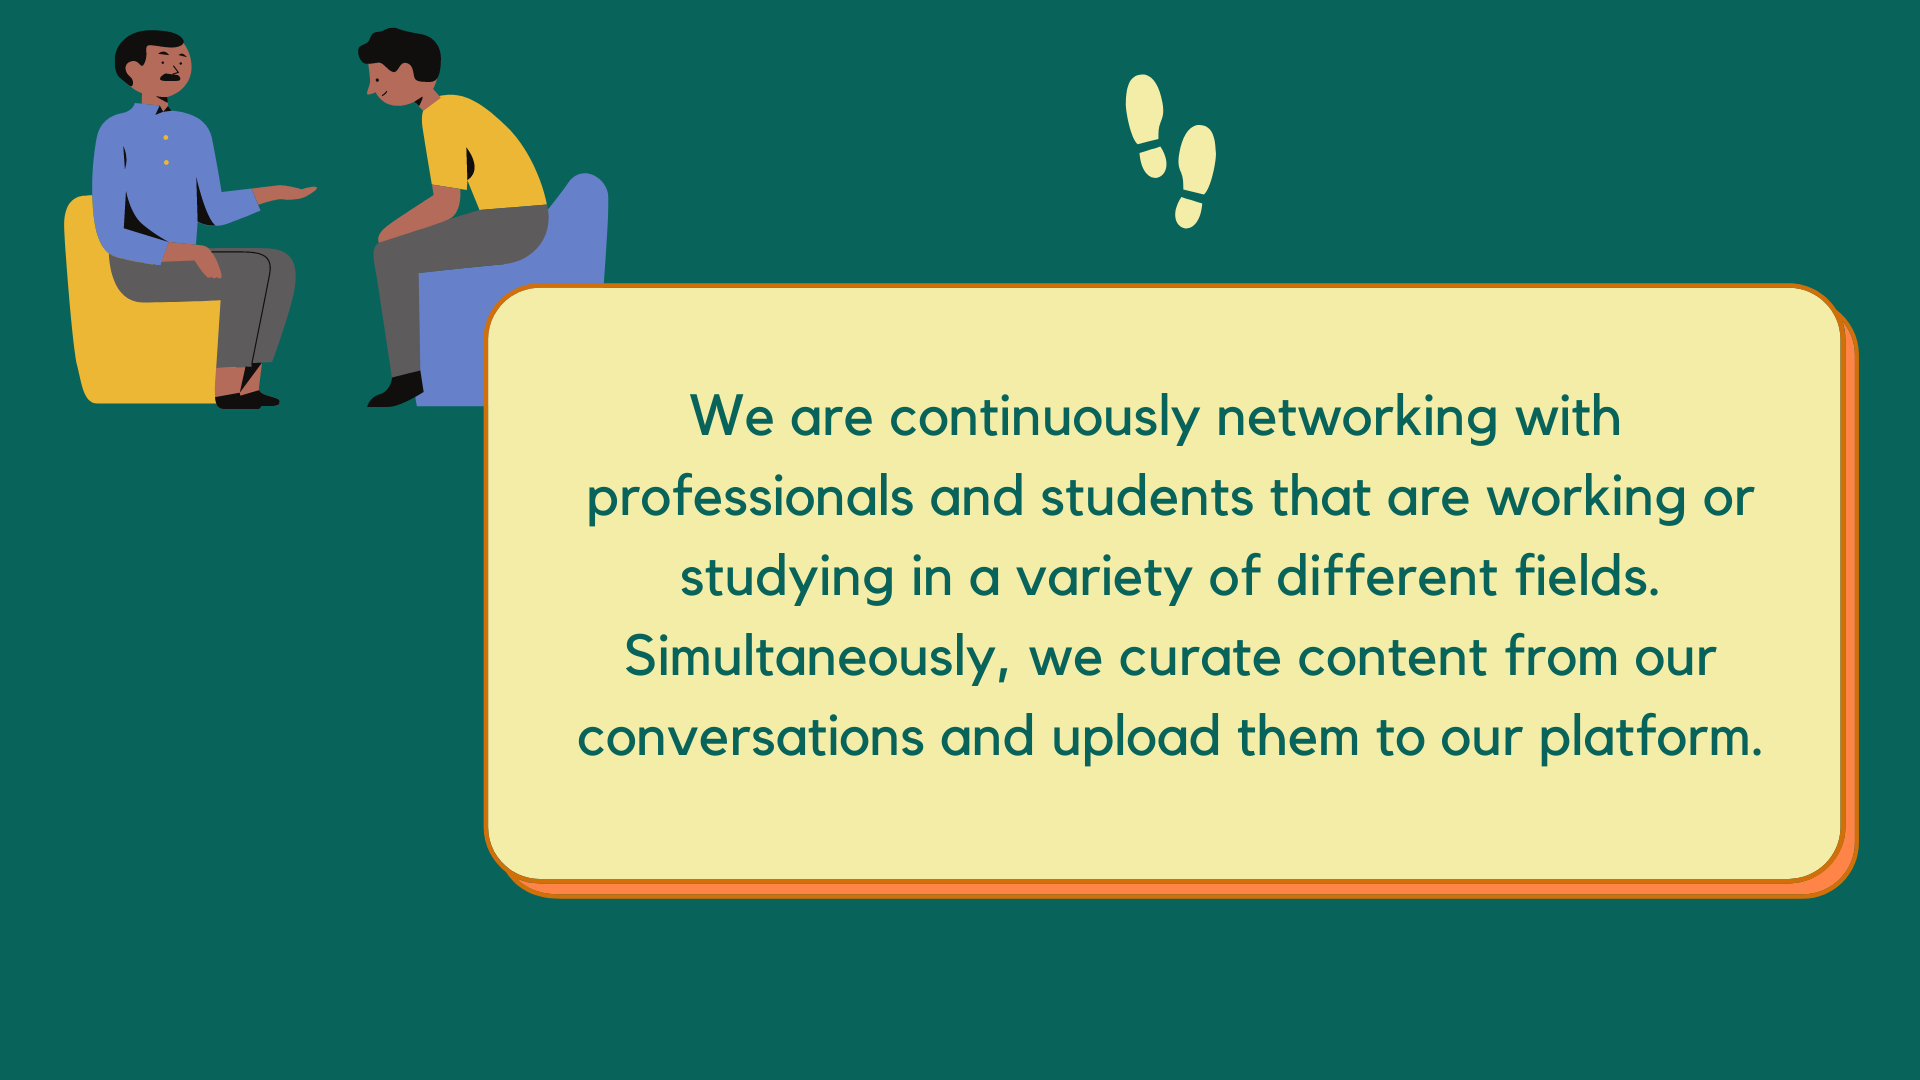 We are continuously networking with
professionals and students that are working or
studying in a variety of different fields.
Simultaneously, we curate content from our
conversations and upload them to our platform.